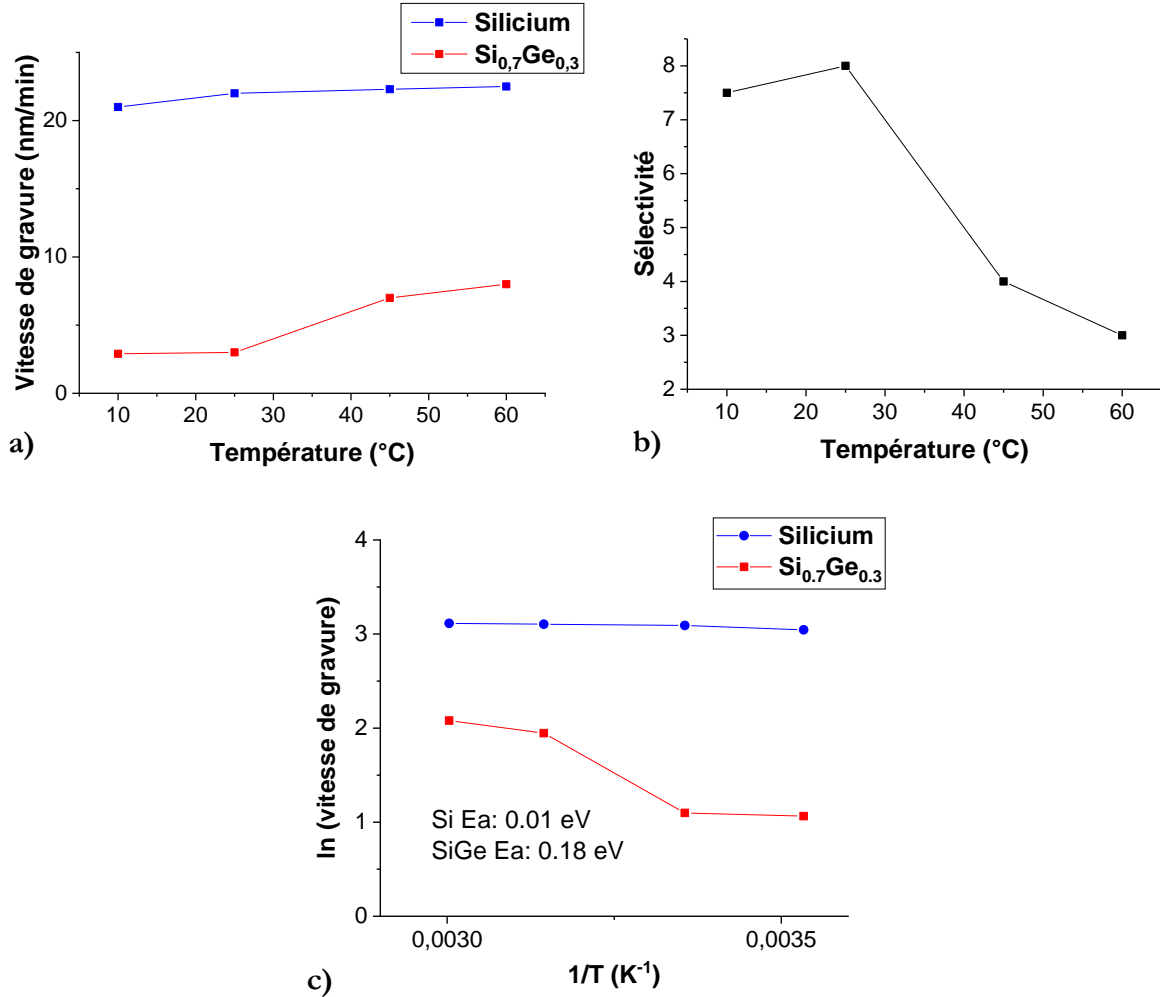 Silicium
Si0,7Ge0,3
Vitesse de gravure (nm/min)
20
10
0
10 20 30 40 50 60
Température (°C)
a)
Sélectivité
8
7
6
5
4
3
2
10 20 30 40 50 60
Température (°C)
b)
Silicium
Si0.7Ge0.3
ln (vitesse de gravure)
4
3
2
1
0
Si Ea: 0.01 eV
SiGe Ea: 0.18 eV
0,0030 0,0035
1/T (K-1)
c)